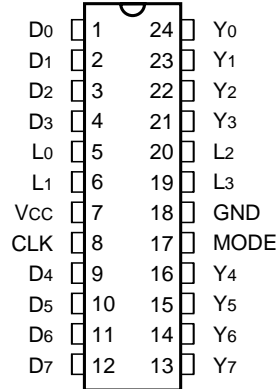 D0 1 24 Y0
D1 2 23 Y1
D2 3 22 Y2
D3 4 21 Y3
L0 5 20 L2
L1 6 19 L3
VCC 7 18 GND
CLK 8 17 MODE
D4 9 16 Y4
D5 10 15 Y5
D6 11 14 Y6
D7 12 13 Y7